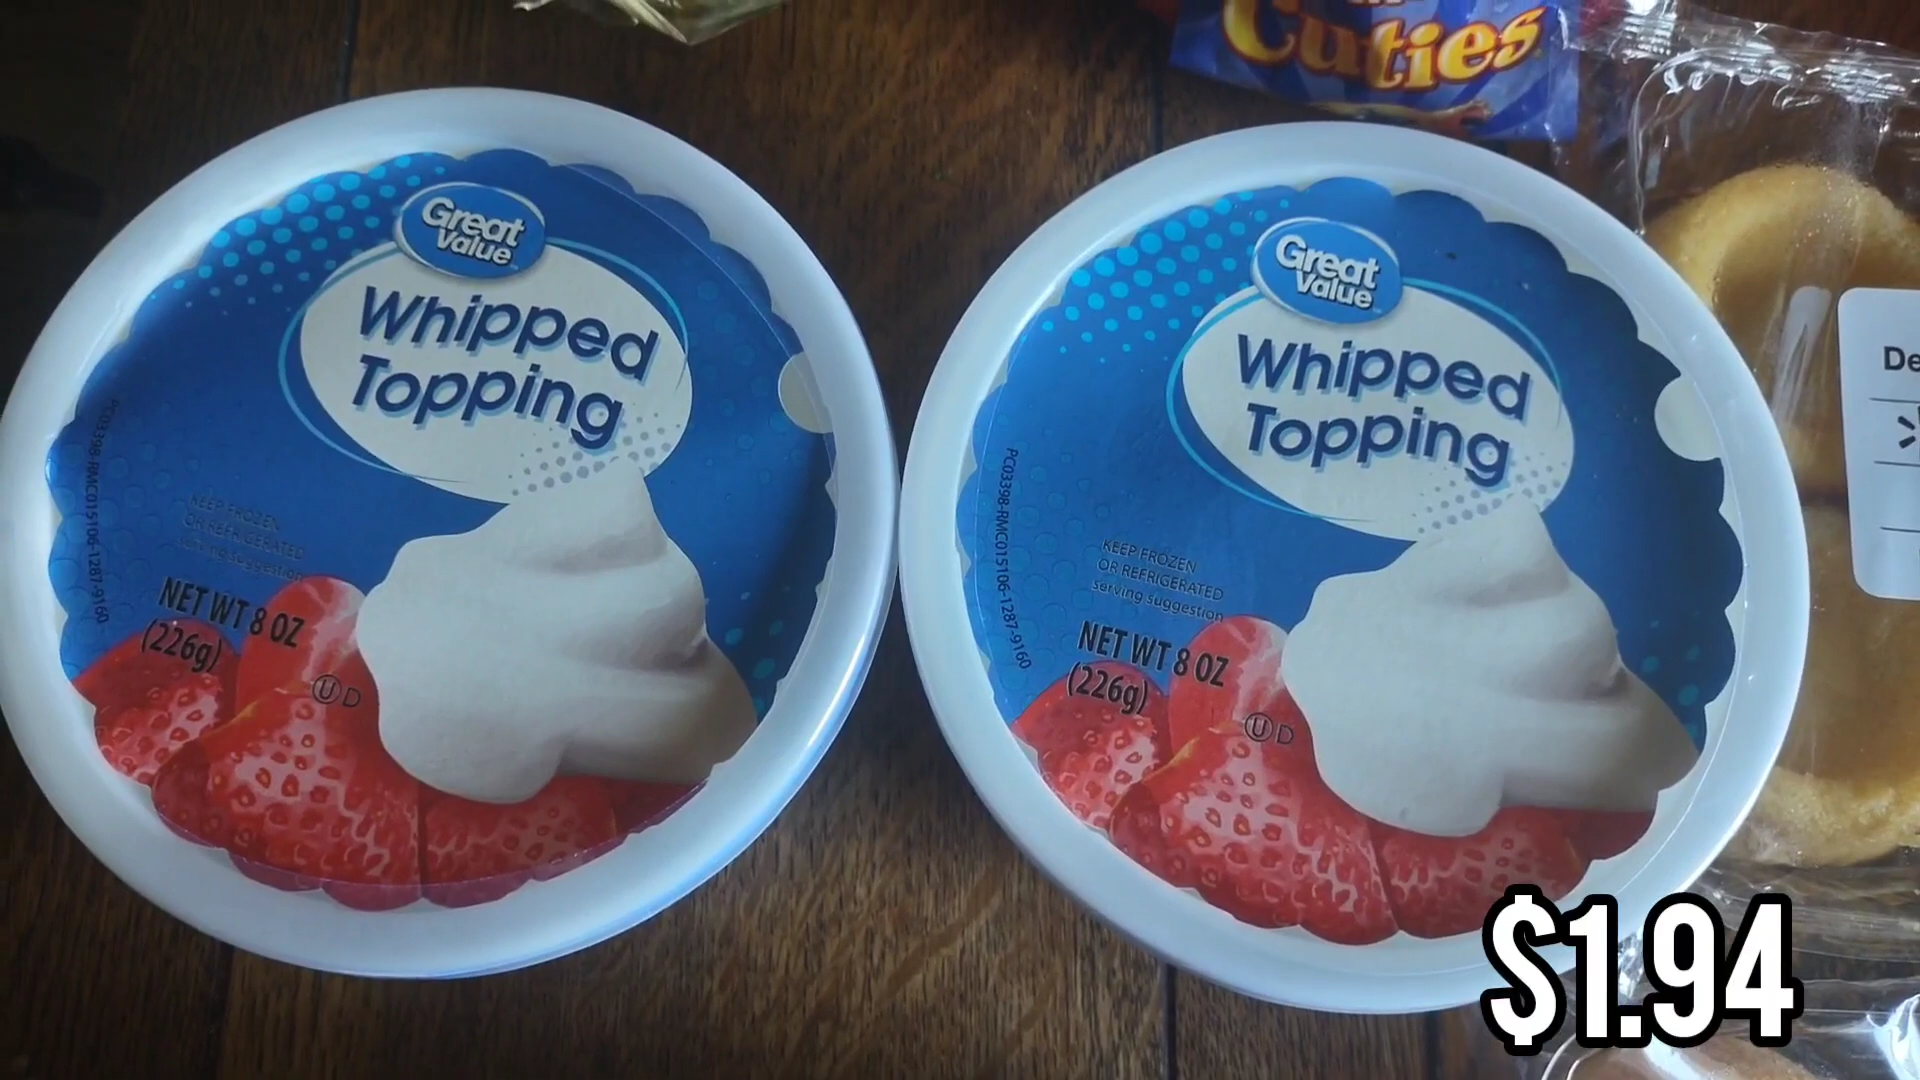 Cuties
Great
Value
Whipped
Topping
KEEP FROZEN
OR REFRIGERATED
serving suggestion
NET WT 8 OZ
(226g)
U D
PC03398-RMC015106-1287-9160
Great
Value
Whipped
Topping
KEEP FROZEN
OR REFRIGERATED
serving suggestion
NET WT 8 OZ
(226g)
U D
PC03398-RMC015106-1287-9160
De
$1.94